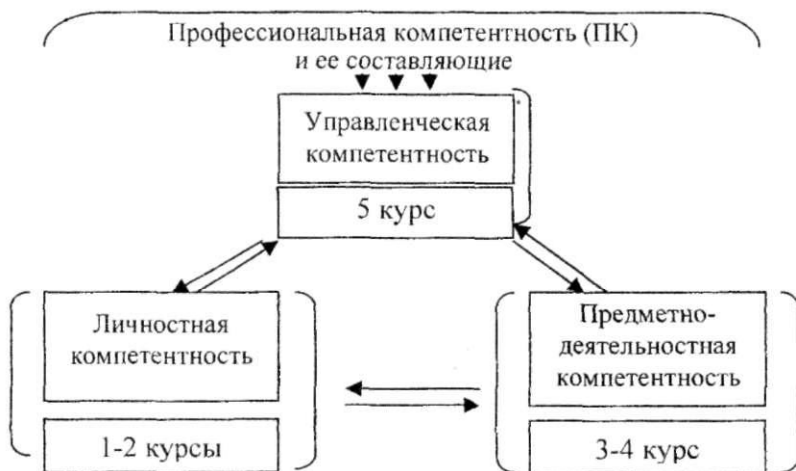 Профессиональная компетентность (ПК)
и ее составляющие
Управленческая
компетентность
5 курс
Личностная
компетентность
1-2 курсы
Предметно-
деятельностная
компетентность
3-4 курс